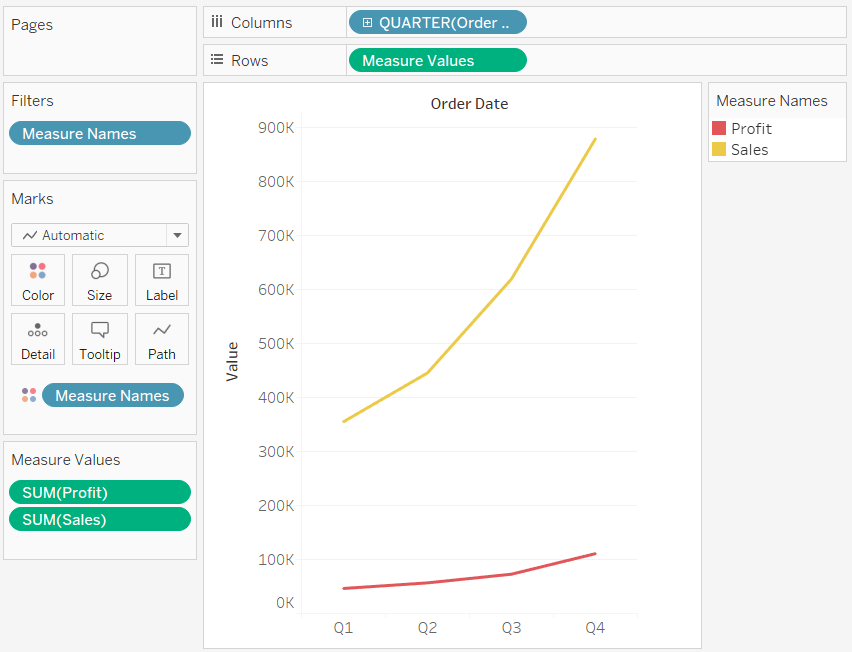 Pages
Columns
QUARTER(Order ..
Rows
Measure Values
Filters
Measure Names
Marks
Automatic
Color
Size
T
Label
Detail
Tooltip
Path
Measure Names
Measure Values
SUM(Profit)
SUM(Sales)
Order Date
Value
900K
800K
700K
600K
500K
400K
300K
200K
100K
0K
Q1 Q2 Q3 Q4
Measure Names
Profit
Sales